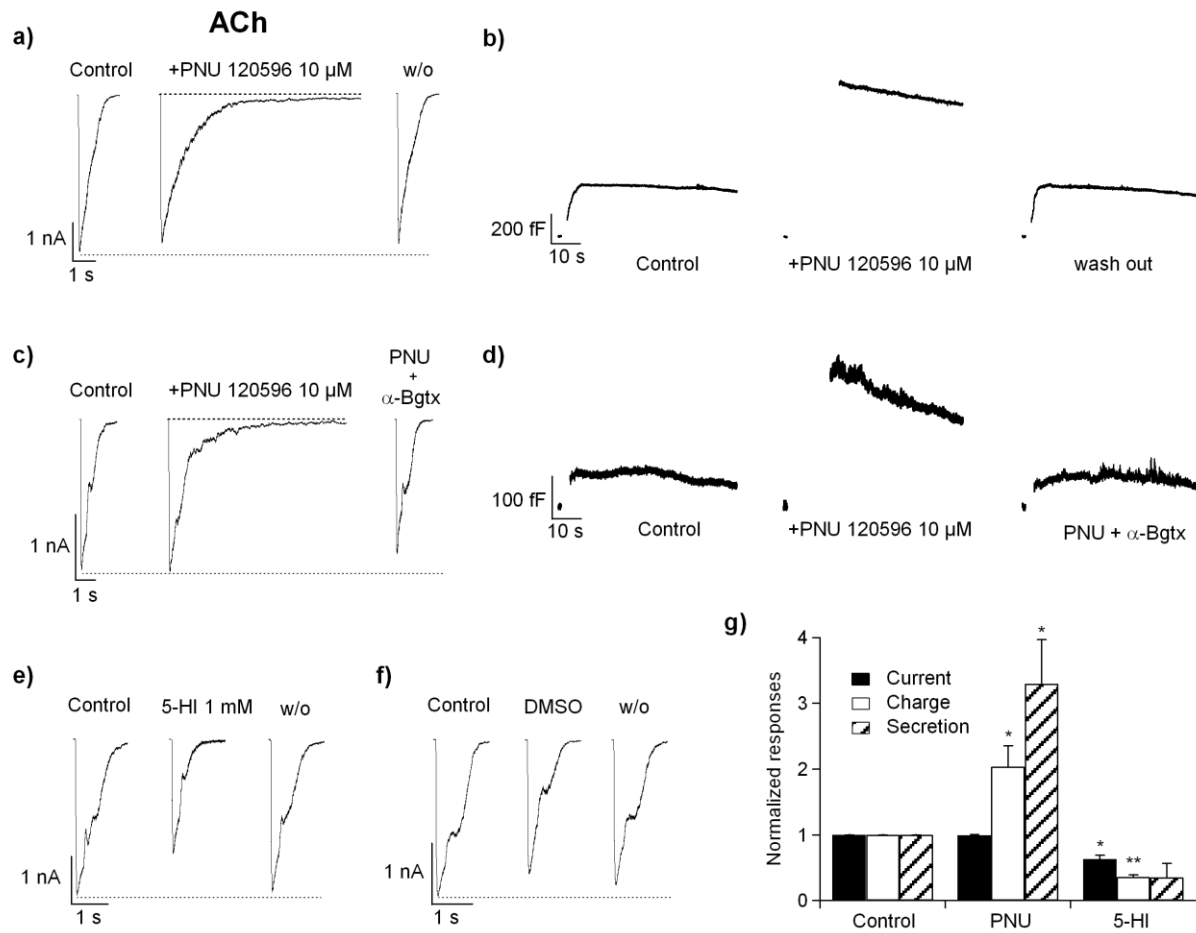 ACh
a)
Control
+PNU 120596 10 µM
w/o
1 nA
1 s
b)
200 fF
10 s
Control
+PNU 120596 10 µM
wash out
c)
Control
+PNU 120596 10 µM
PNU
+
α-Bgtx
1 nA
1 s
d)
100 fF
10 s
Control
+PNU 120596 10 µM
PNU + α-Bgtx
e)
Control
5-HI 1 mM
w/o
1 nA
1 s
f)
Control
DMSO
w/o
1 nA
1 s
g)
Normalized responses
4
3
2
1
0
Current
Charge
Secretion
*
*
*
**
Control
PNU
5-HI